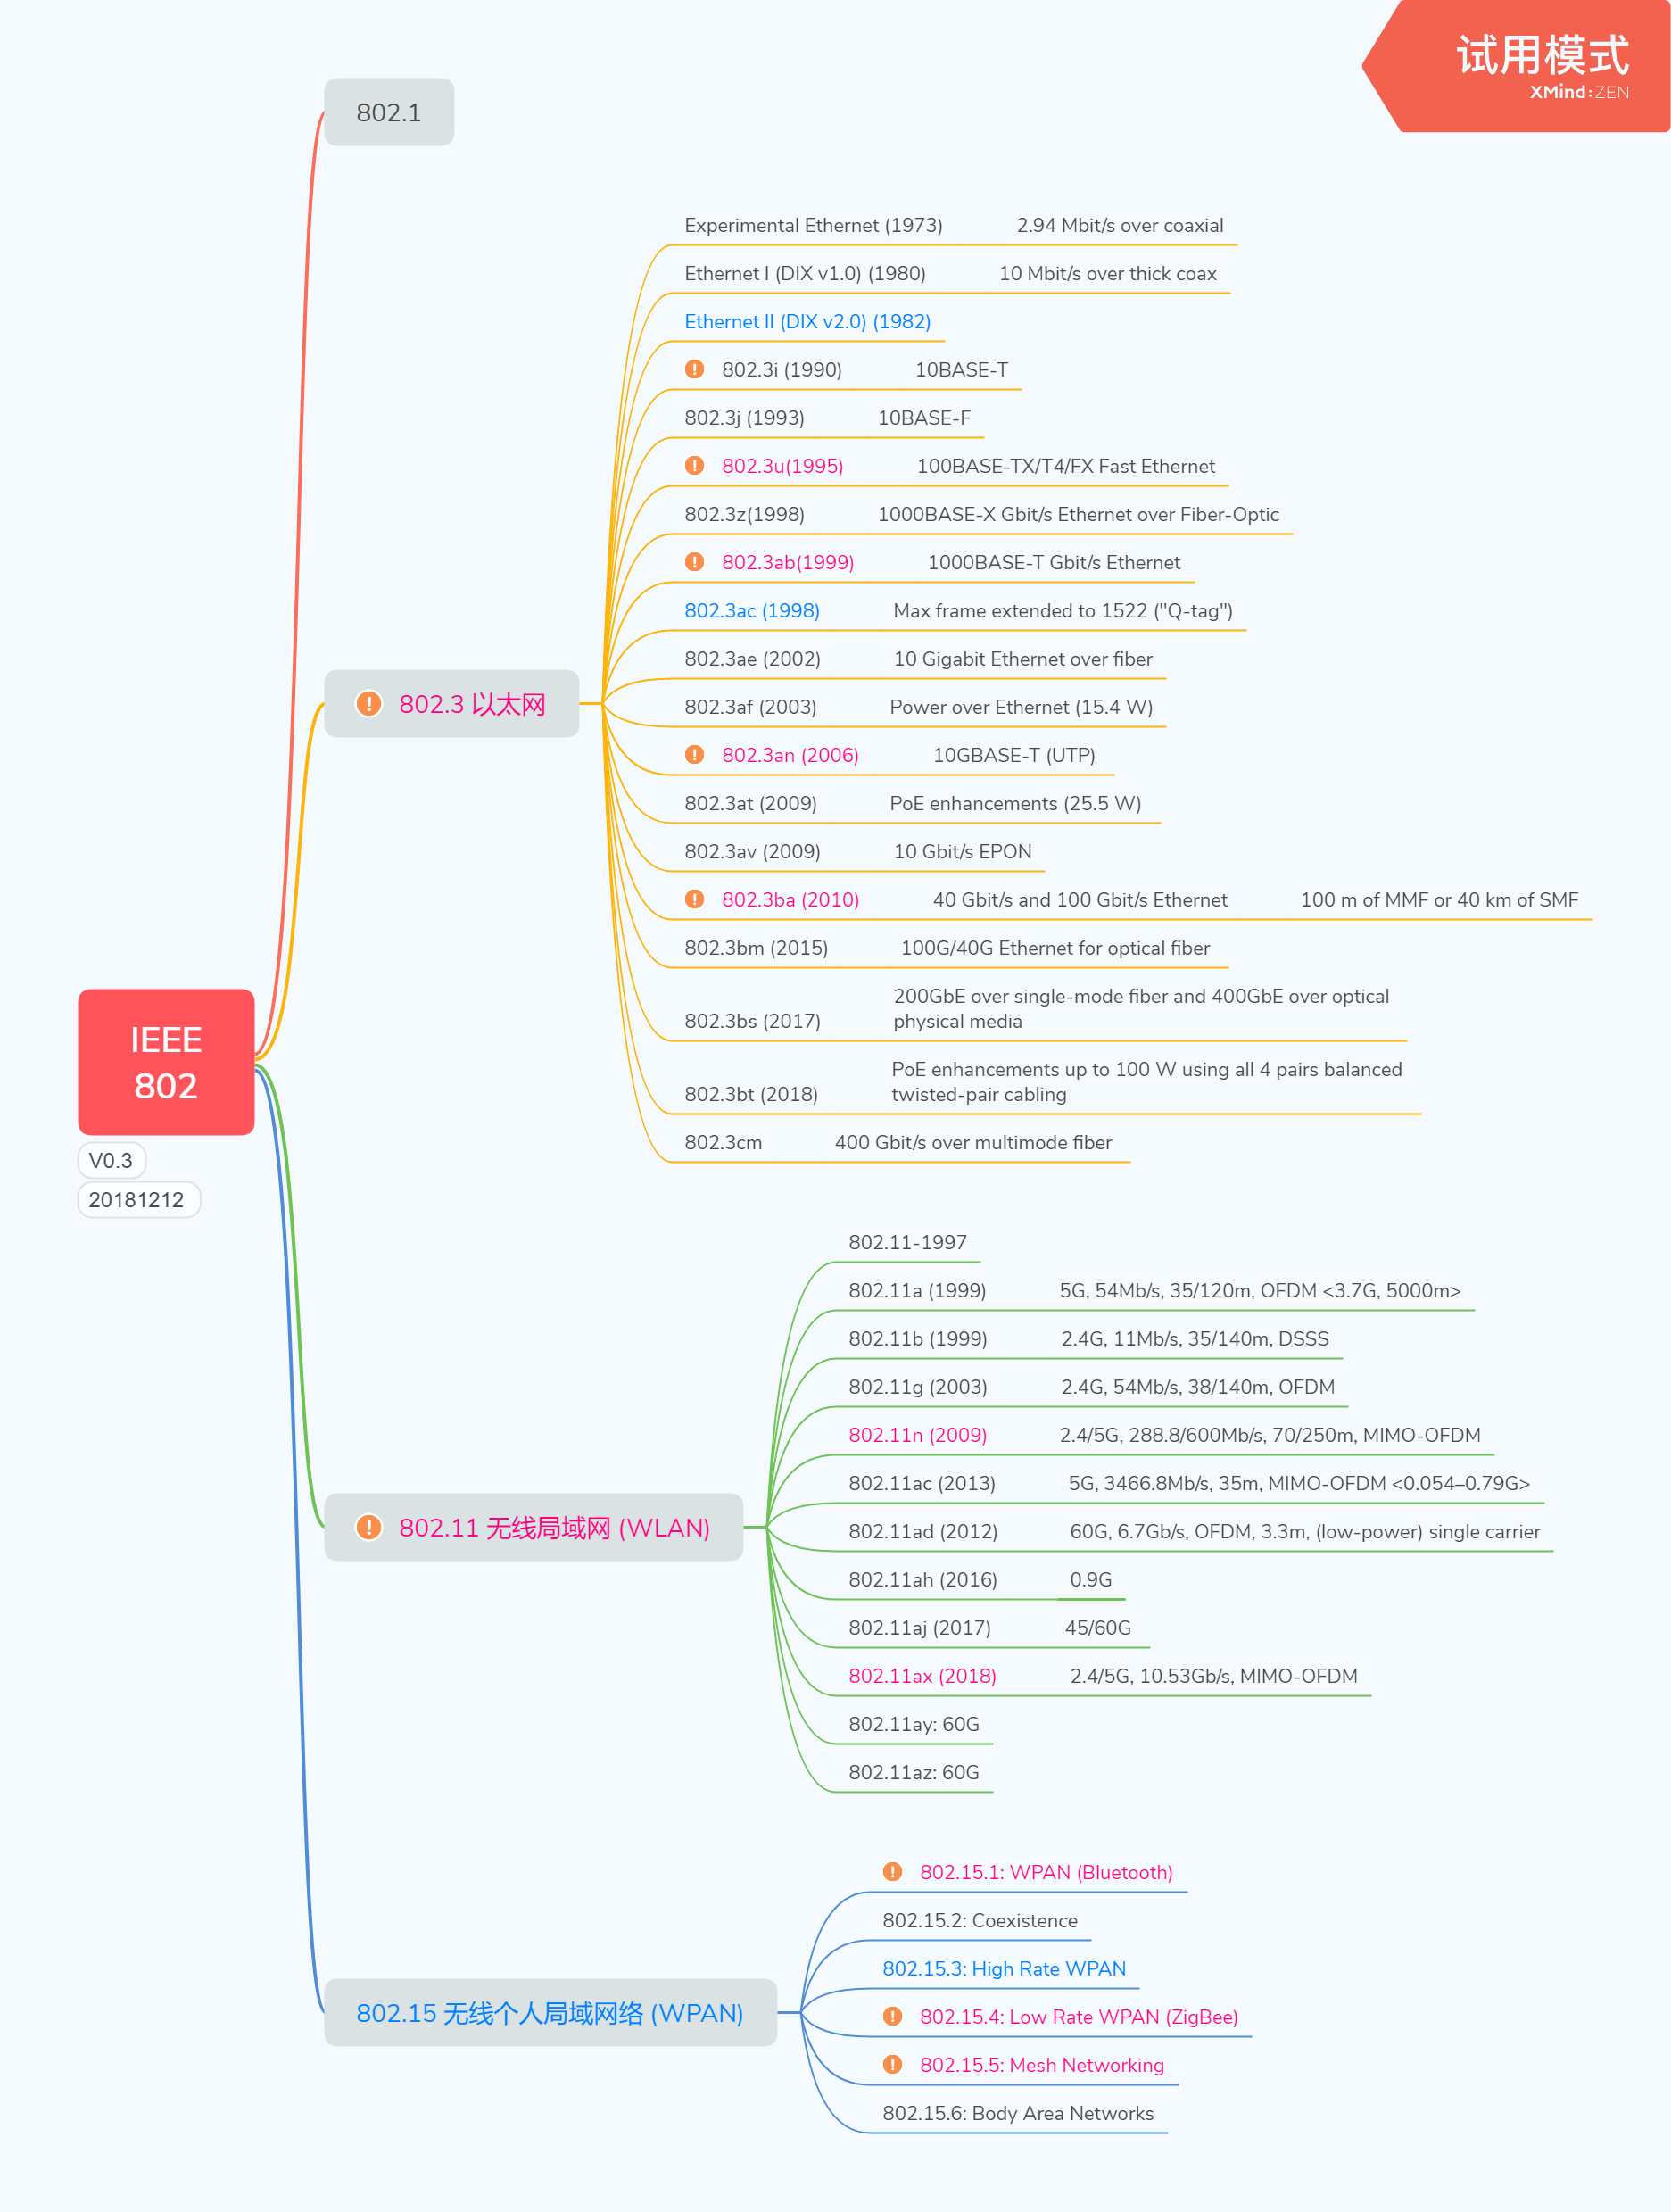 试用模式
XMind:ZEN
802.1
Experimental Ethernet (1973) 2.94 Mbit/s over coaxial
Ethernet I (DIX v1.0) (1980) 10 Mbit/s over thick coax
Ethernet II (DIX v2.0) (1982)
802.3i (1990) 10BASE-T
802.3j (1993) 10BASE-F
802.3u(1995) 100BASE-TX/T4/FX Fast Ethernet
802.3z(1998) 1000BASE-X Gbit/s Ethernet over Fiber-Optic
802.3ab(1999) 1000BASE-T Gbit/s Ethernet
802.3ac (1998) Max frame extended to 1522 ("Q-tag")
802.3ae (2002) 10 Gigabit Ethernet over fiber
802.3 以太网
802.3af (2003) Power over Ethernet (15.4 W)
802.3an (2006) 10GBASE-T (UTP)
802.3at (2009) PoE enhancements (25.5 W)
802.3av (2009) 10 Gbit/s EPON
802.3ba (2010) 40 Gbit/s and 100 Gbit/s Ethernet 100 m of MMF or 40 km of SMF
802.3bm (2015) 100G/40G Ethernet for optical fiber
802.3bs (2017) 200GbE over single-mode fiber and 400GbE over optical
physical media
802.3bt (2018) PoE enhancements up to 100 W using all 4 pairs balanced
twisted-pair cabling
802.3cm 400 Gbit/s over multimode fiber
IEEE
802
V0.3
20181212
802.11-1997
802.11a (1999) 5G, 54Mb/s, 35/120m, OFDM <3.7G, 5000m>
802.11b (1999) 2.4G, 11Mb/s, 35/140m, DSSS
802.11g (2003) 2.4G, 54Mb/s, 38/140m, OFDM
802.11n (2009) 2.4/5G, 288.8/600Mb/s, 70/250m, MIMO-OFDM
802.11ac (2013) 5G, 3466.8Mb/s, 35m, MIMO-OFDM <0.054–0.79G>
802.11 无线局域网 (WLAN)
802.11ad (2012) 60G, 6.7Gb/s, OFDM, 3.3m, (low-power) single carrier
802.11ah (2016) 0.9G
802.11aj (2017) 45/60G
802.11ax (2018) 2.4/5G, 10.53Gb/s, MIMO-OFDM
802.11ay: 60G
802.11az: 60G
802.15.1: WPAN (Bluetooth)
802.15.2: Coexistence
802.15.3: High Rate WPAN
802.15 无线个人局域网络 (WPAN)
802.15.4: Low Rate WPAN (ZigBee)
802.15.5: Mesh Networking
802.15.6: Body Area Networks